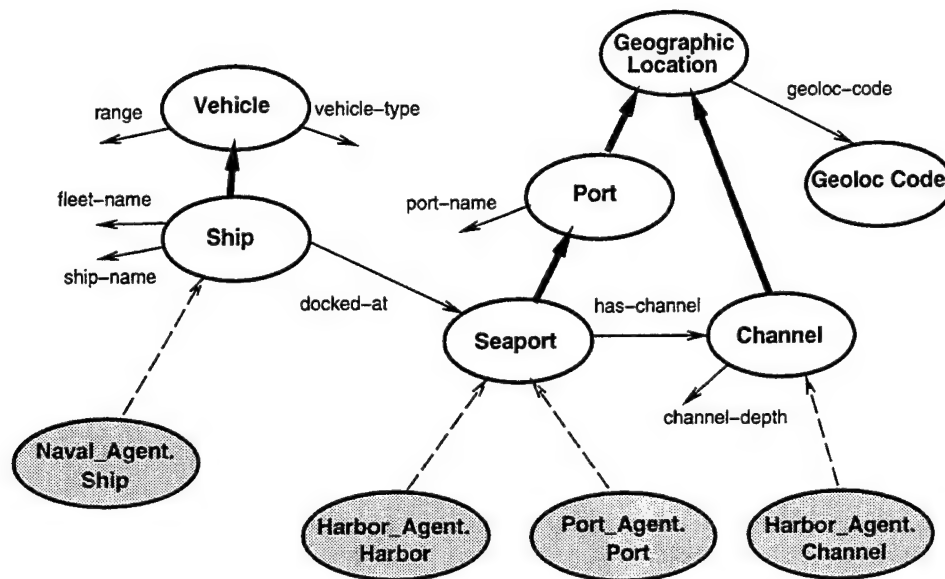 Geographic
Location
geoloc–code
Vehicle
range
vehicle–type
Geoloc Code
Port
port–name
fleet–name
Ship
ship–name
docked–at
has–channel
Seaport
Channel
channel–depth
Naval_Agent.
Ship
Harbor_Agent.
Harbor
Port_Agent.
Port
Harbor_Agent.
Channel